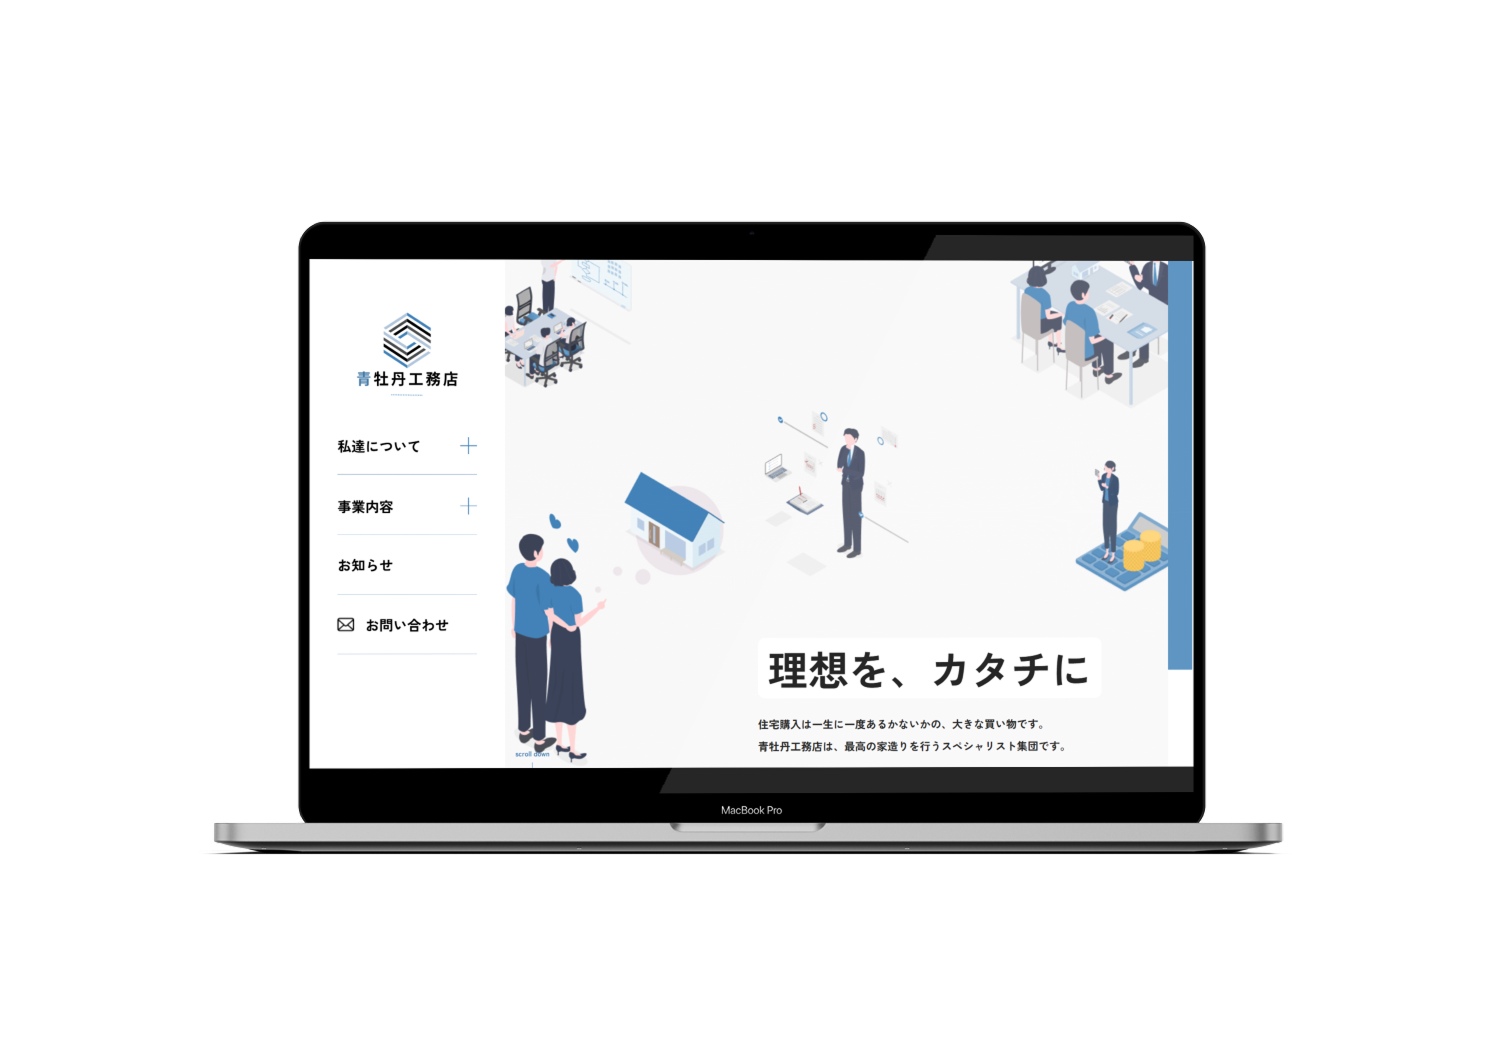 青牡丹工務店
私達について
事業内容
お知らせ
お問い合わせ
scroll down
理想を、カタチに
住宅購入は一生に一度あるかないかの、大きな買い物です。
青牡丹工務店は、最高の家造りを行うスペシャリスト集団です。
MacBook Pro